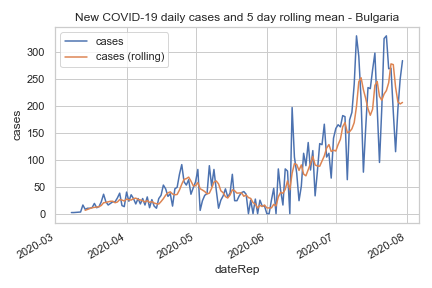 New COVID-19 daily cases and 5 day rolling mean - Bulgaria
cases
cases (rolling)
300
250
200
150
100
50
0
cases
2020-03
2020-04
2020-05
2020-06
2020-07
2020-08
dateRep